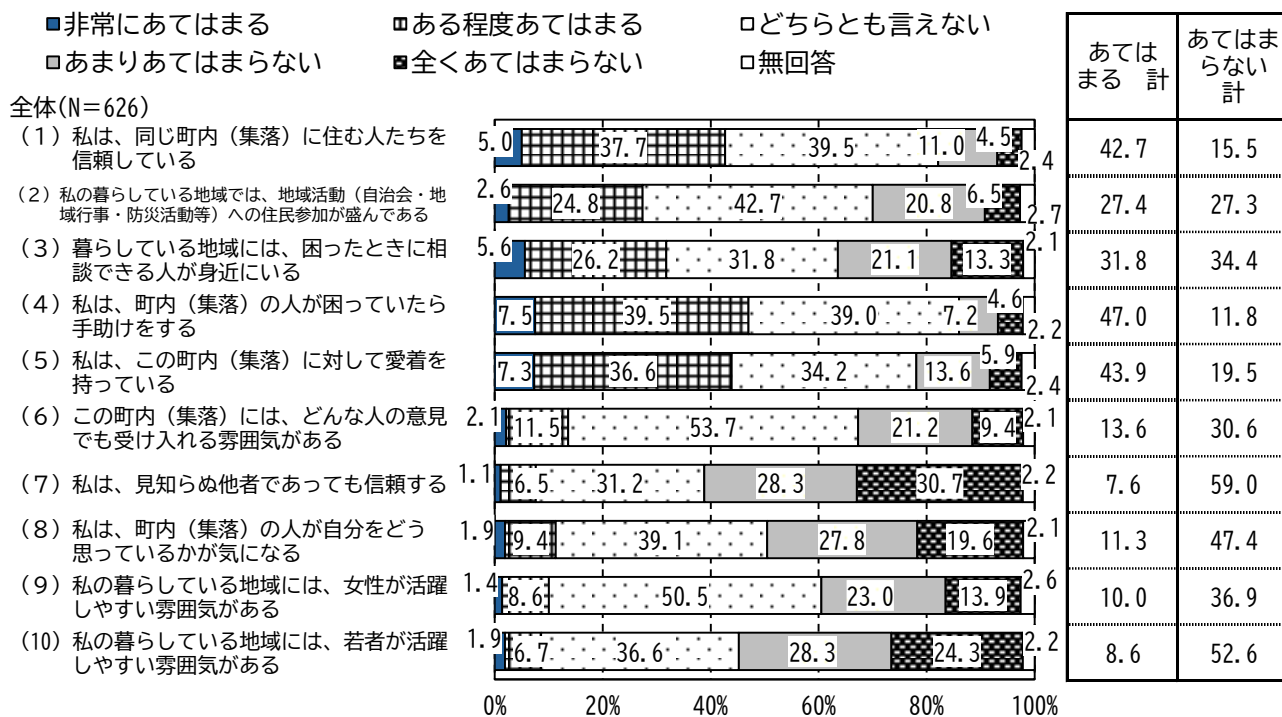 ■非常にあてはまる ⊞ある程度あてはまる □どちらとも言えない
■あまりあてはまらない ■全くあてはまらない □無回答
あては
まる 計
あてはま
らない
計
全体(N=626)
（1）私は、同じ町内（集落）に住む人たちを
信頼している
5.0 37.7 39.5 11.0 4.5 2.4 42.7 15.5
（2）私の暮らしている地域では、地域活動（自治会・地
域行事・防災活動等）への住民参加が盛んである
2.6 24.8 42.7 20.8 6.5 2.7 27.4 27.3
（3）暮らしている地域には、困ったときに相
談できる人が身近にいる
5.6 26.2 31.8 21.1 13.3 2.1 31.8 34.4
（4）私は、町内（集落）の人が困っていたら
手助けをする
7.5 39.5 39.0 7.2 4.6 2.2 47.0 11.8
（5）私は、この町内（集落）に対して愛着を
持っている
7.3 36.6 34.2 13.6 5.9 2.4 43.9 19.5
（6）この町内（集落）には、どんな人の意見
でも受け入れる雰囲気がある
2.1 11.5 53.7 21.2 9.4 2.1 13.6 30.6
（7）私は、見知らぬ他者であっても信頼する
1.1 6.5 31.2 28.3 30.7 2.2 7.6 59.0
（8）私は、町内（集落）の人が自分をどう
思っているかが気になる
1.9 9.4 39.1 27.8 19.6 2.1 11.3 47.4
（9）私の暮らしている地域には、女性が活躍
しやすい雰囲気がある
1.4 8.6 50.5 23.0 13.9 2.6 10.0 36.9
（10）私の暮らしている地域には、若者が活躍
しやすい雰囲気がある
1.9 6.7 36.6 28.3 24.3 2.2 8.6 52.6
0% 20% 40% 60% 80% 100%